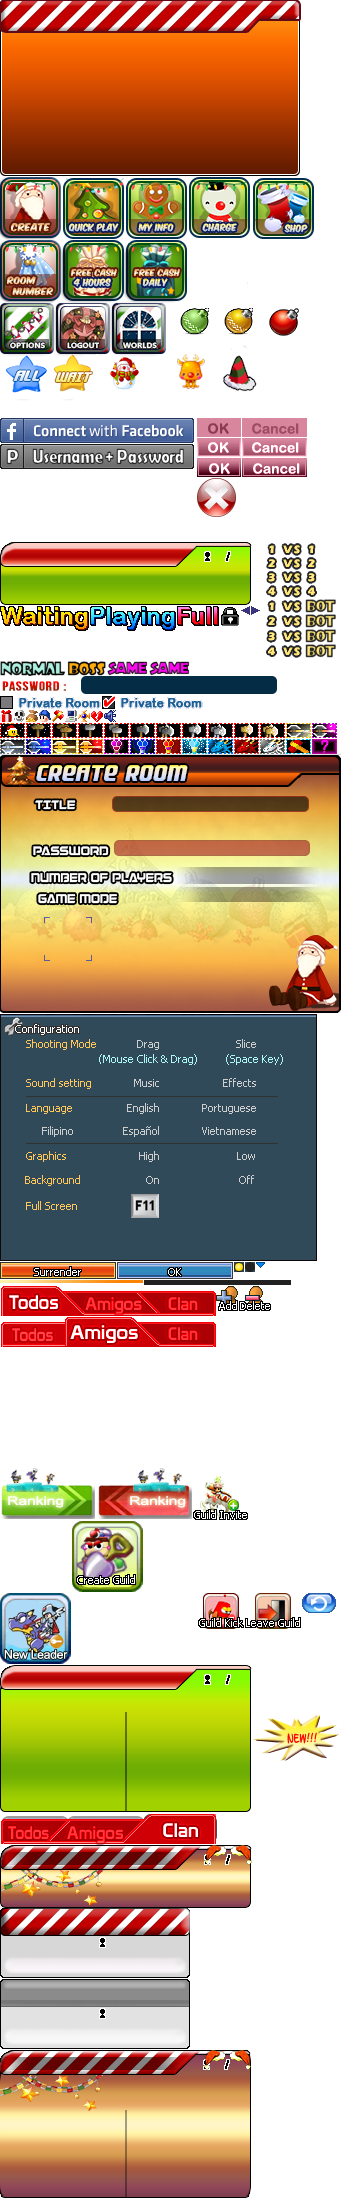 CREATE QUICK PLAY MY INFO CHARGE SHOP
ROOM NUMBER FREE CASH 4 HOURS FREE CASH DAILY
OPTIONS LOGOUT WORLDS
ALL WAIT
f Connect with Facebook
P Username + Password
OK Cancel
OK Cancel
OK Cancel
/
1 VS 1
2 VS 2
3 VS 3
4 VS 4
1 VS BOT
2 VS BOT
3 VS BOT
4 VS BOT
Waiting Playing Full
NORMAL BOSS SAME SAME
PASSWORD :
Private Room Private Room
?
CREATE ROOM
TITLE
PASSWORD
NUMBER OF PLAYERS
GAME MODE
Configuration
Shooting Mode Drag Slice
(Mouse Click & Drag) (Space Key)
Sound setting Music Effects
Language English Portuguese
Filipino Español Vietnamese
Graphics High Low
Background On Off
Full Screen F11
Surrender OK
Todos Amigos Clan
Add Delete
Todos Amigos Clan
Ranking Ranking
Guild Invite
Create Guild
Guild Kick Leave Guild
New Leader
/
NEW!!!
Todos Amigos Clan
/
/